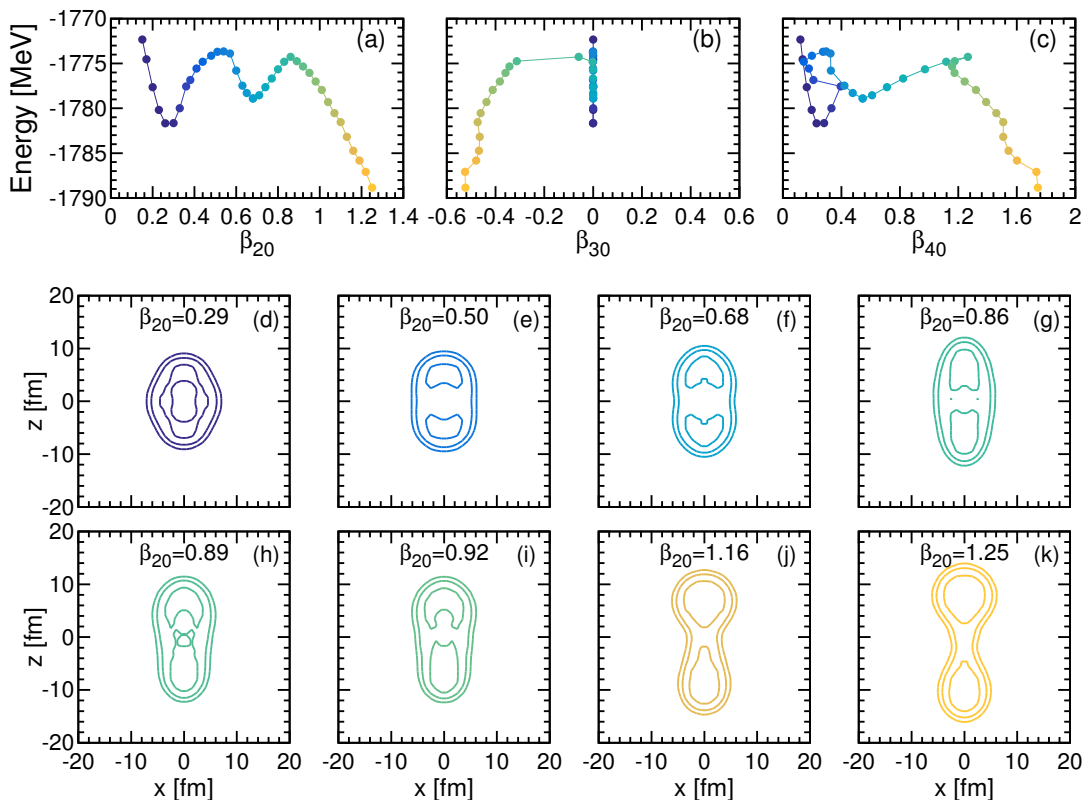 Energy [MeV]
-1770
-1775
-1780
-1785
-1790
(a)
(b)
(c)
0 0.2 0.4 0.6 0.8 1 1.2 1.4
-0.6 -0.4 -0.2 0 0.2 0.4 0.6
0 0.4 0.8 1.2 1.6 2
β20
β30
β40
z [fm]
20
10
0
-10
-20
β20=0.29 (d)
β20=0.50 (e)
β20=0.68 (f)
β20=0.86 (g)
z [fm]
20
10
0
-10
-20
β20=0.89 (h)
β20=0.92 (i)
β20=1.16 (j)
β20=1.25 (k)
-20 -10 0 10 20
-20 -10 0 10 20
-20 -10 0 10 20
-20 -10 0 10 20
x [fm]
x [fm]
x [fm]
x [fm]